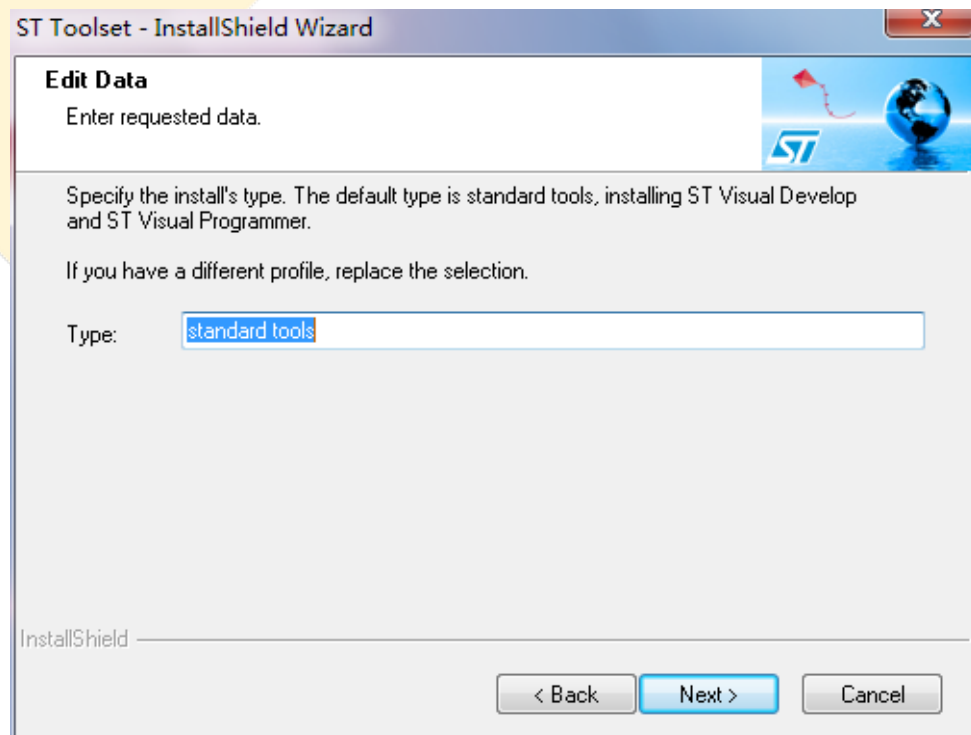 ST Toolset - InstallShield Wizard
X
Edit Data
Enter requested data.
ST
Specify the install's type. The default type is standard tools, installing ST Visual Develop
and ST Visual Programmer.
If you have a different profile, replace the selection.
Type: standard tools
InstallShield
< Back Next > Cancel